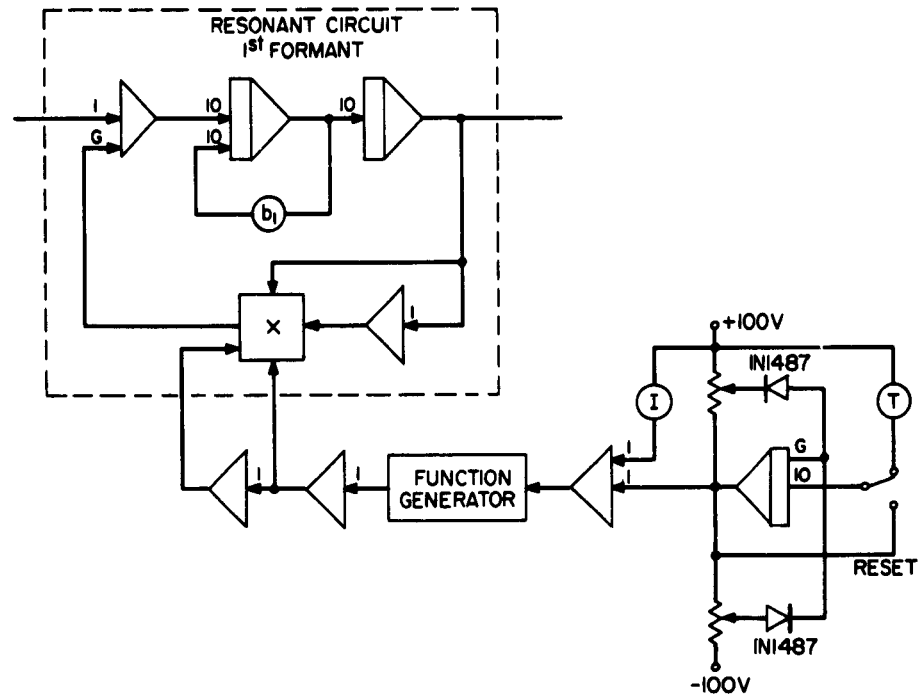 RESONANT CIRCUIT
1st FORMANT
1
G
10
10
10
b1
X
1
+100V
1N1487
I
T
1
G
1
10
1
1
FUNCTION
GENERATOR
RESET
1N1487
-100V